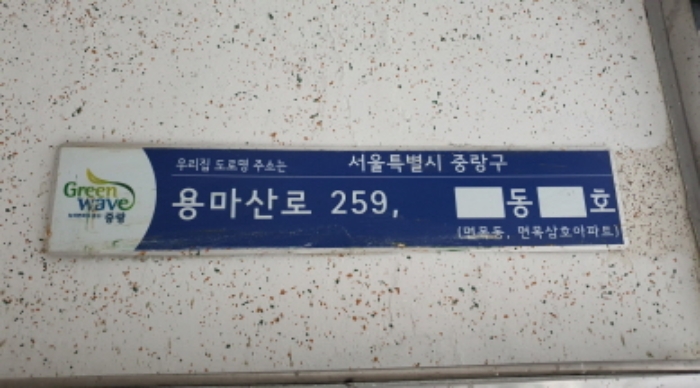 Green
wave
중랑
우리집 도로명 주소는 서울특별시 중랑구
용마산로 259, 동 호
(면목동, 면목삼호아파트)